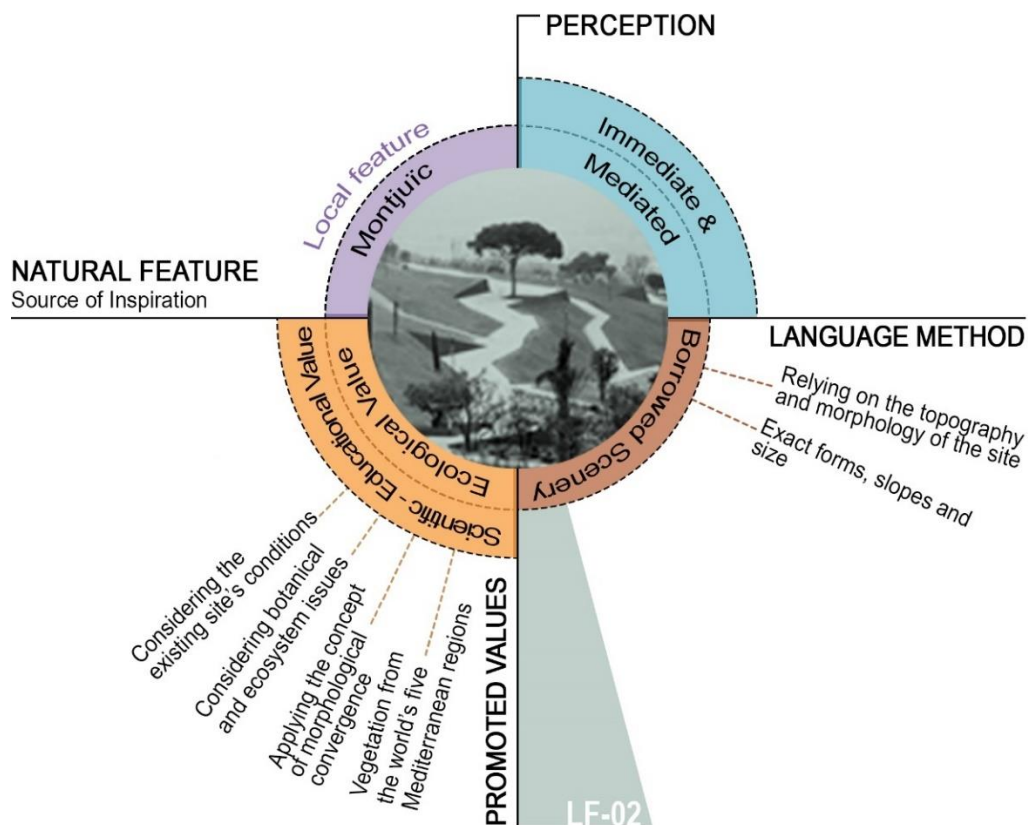 PERCEPTION
Immediate &
Mediated
Local feature
Montjuïc
NATURAL FEATURE
Source of Inspiration
LANGUAGE METHOD
Borrowed Scenery
Relying on the topography
and morphology of the site
Exact forms, slopes and
size
Ecological Value
Scientific - Educational Value
Considering the
existing site's conditions
Considering botanical
and ecosystem issues
Applying the concept
of morphological
convergence
Vegetation from
the world's five
Mediterranean regions
PROMOTED VALUES
LF-02